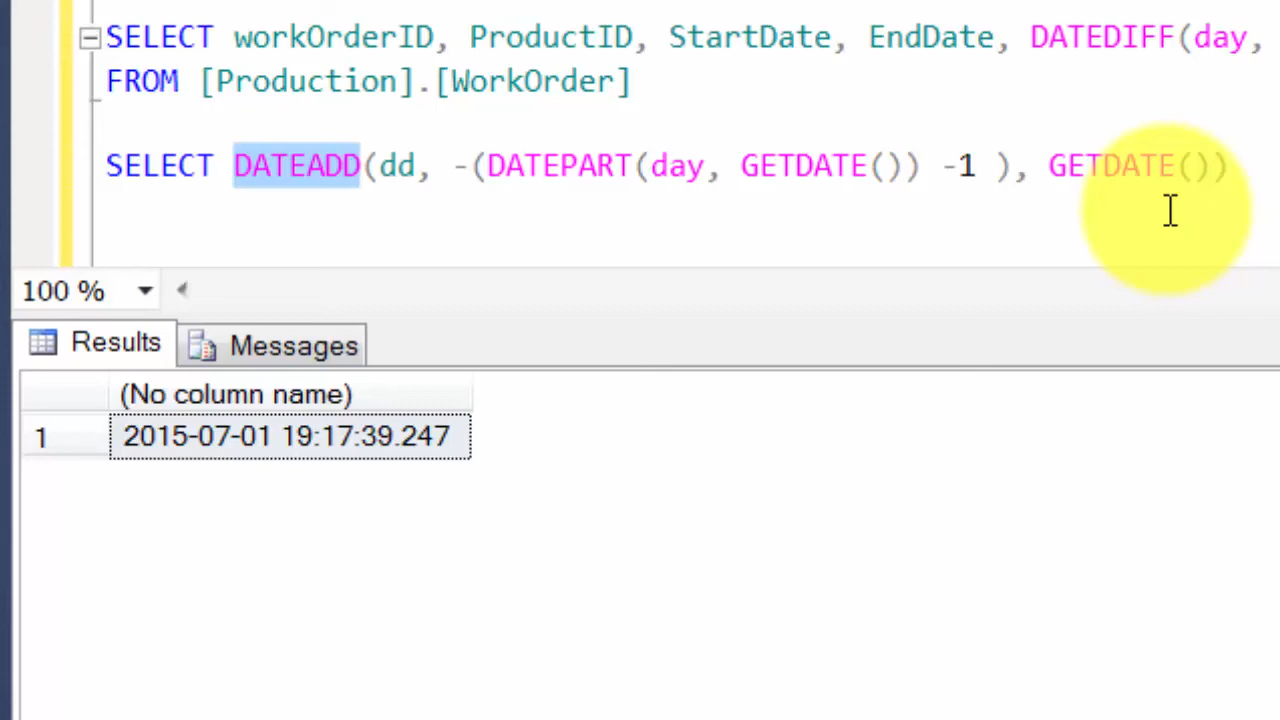 SELECT workOrderID, ProductID, StartDate, EndDate, DATEDIFF(day,
FROM [Production].[WorkOrder]
SELECT DATEADD(dd, -(DATEPART(day, GETDATE()) -1 ), GETDATE())
100 %
Results Messages
(No column name)
1 2015-07-01 19:17:39.247